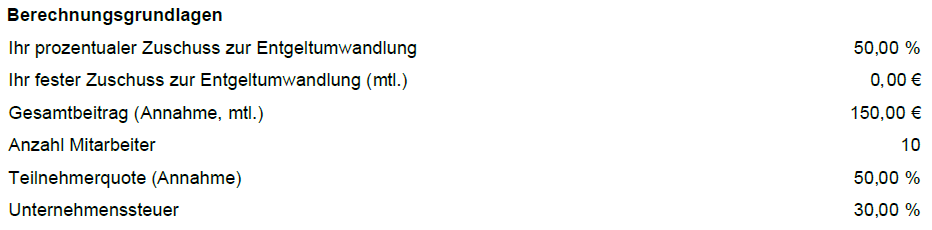 Berechnungsgrundlagen
Ihr prozentualer Zuschuss zur Entgeltumwandlung 50,00 %
Ihr fester Zuschuss zur Entgeltumwandlung (mtl.) 0,00 €
Gesamtbeitrag (Annahme, mtl.) 150,00 €
Anzahl Mitarbeiter 10
Teilnehmerquote (Annahme) 50,00 %
Unternehmenssteuer 30,00 %